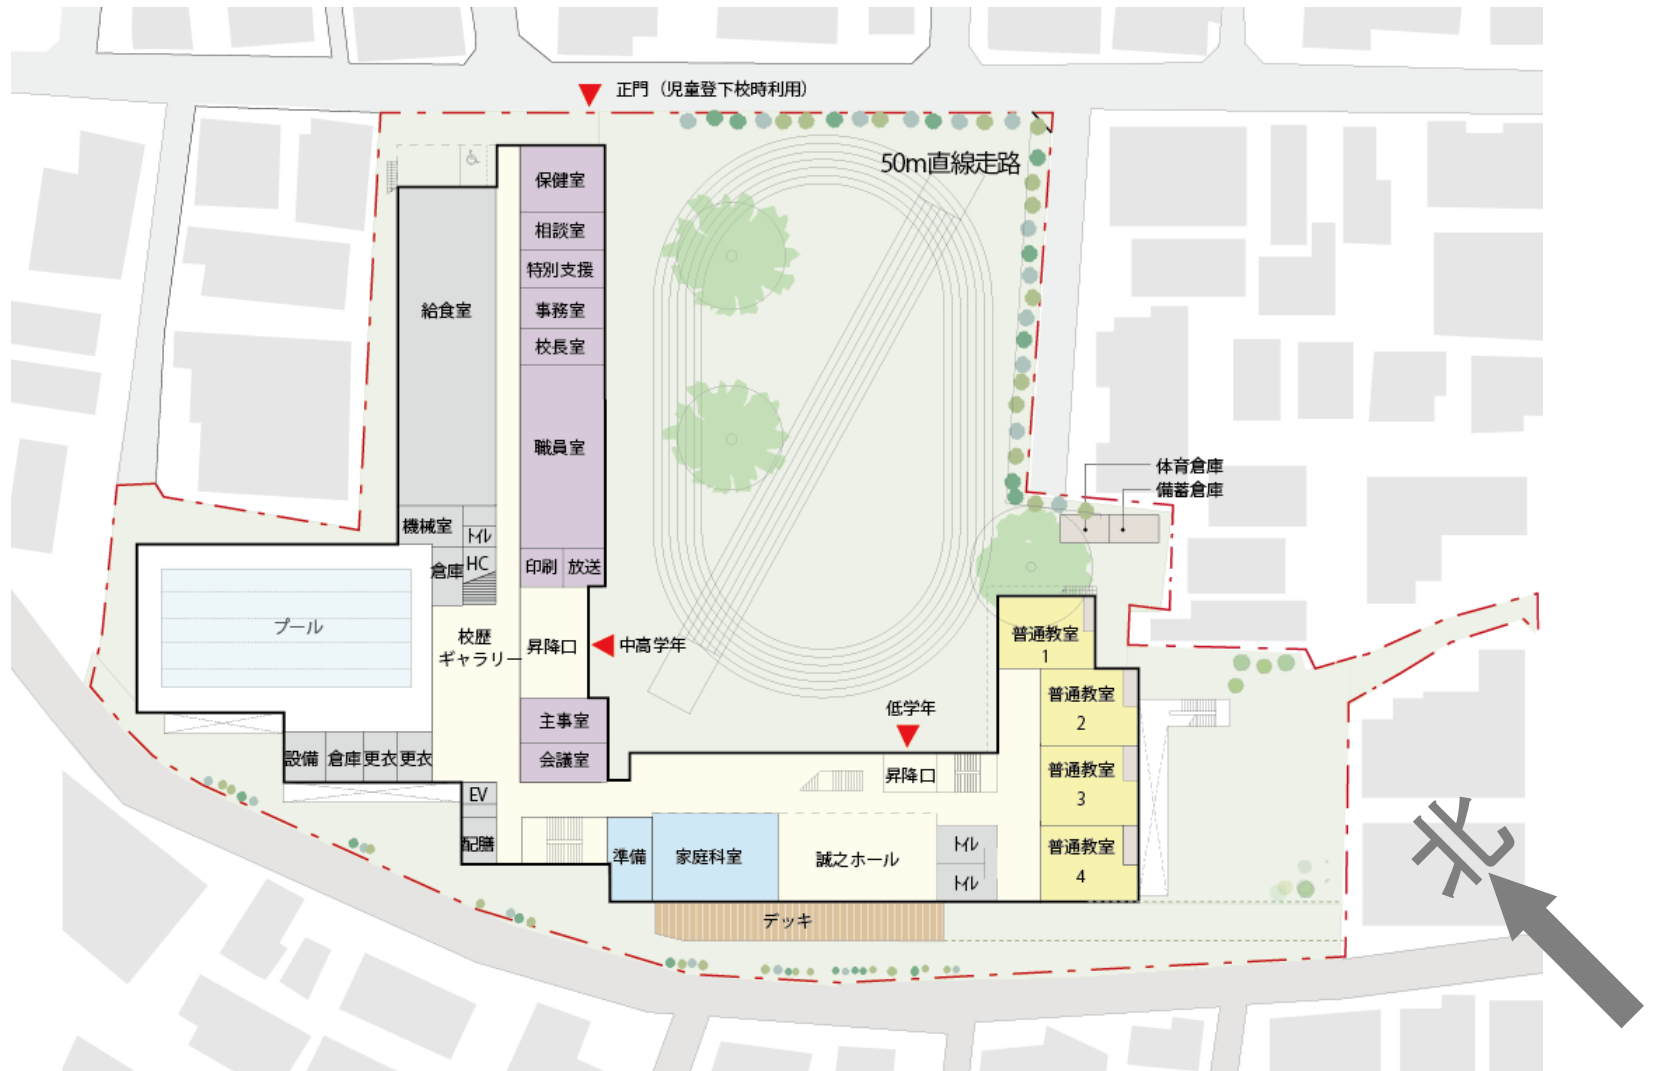 正門（児童登下校時利用）
50m直線走路
保健室
相談室
特別支援
事務室
校長室
給食室
職員室
体育倉庫
備蓄倉庫
機械室
トイレ
倉庫
HC
印刷
放送
プール
校歴
ギャラリー
昇降口
中高学年
普通教室
1
普通教室
2
低学年
主事室
会議室
設備
倉庫
更衣
更衣
昇降口
普通教室
3
EV
配膳
準備
家庭科室
誠之ホール
トイレ
トイレ
普通教室
4
デッキ
北